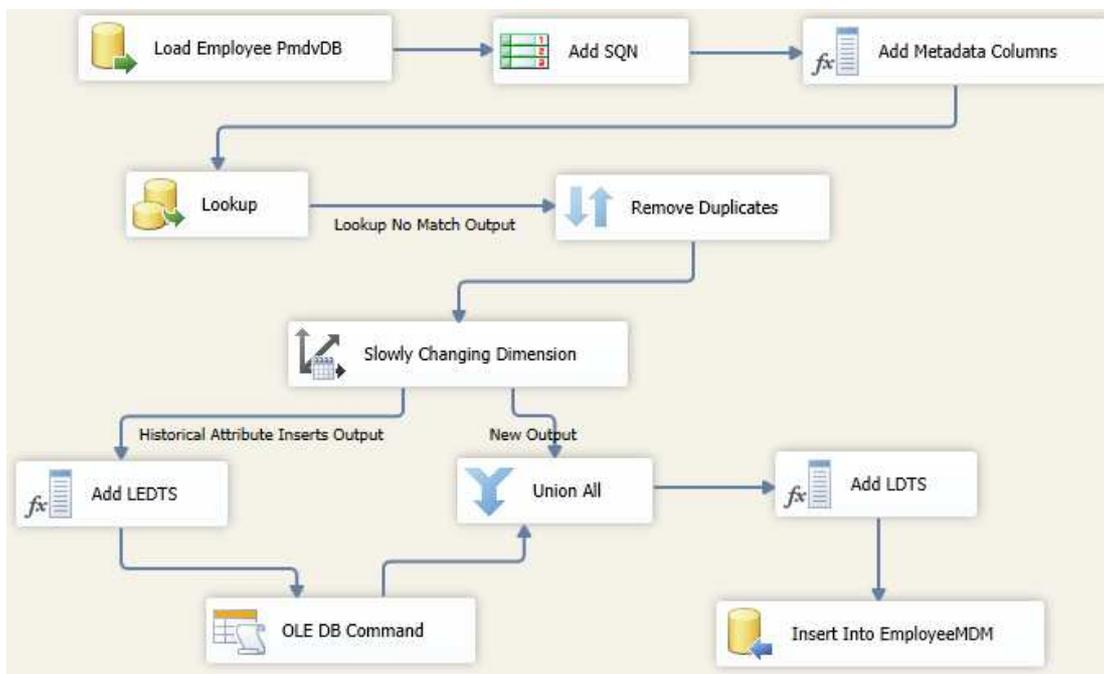 Load Employee PmdvDB
Add SQN
Add Metadata Columns
Lookup
Lookup No Match Output
Remove Duplicates
Slowly Changing Dimension
Historical Attribute Inserts Output
New Output
Add LEDTS
Union All
Add LDTS
OLE DB Command
Insert Into EmployeeMDM